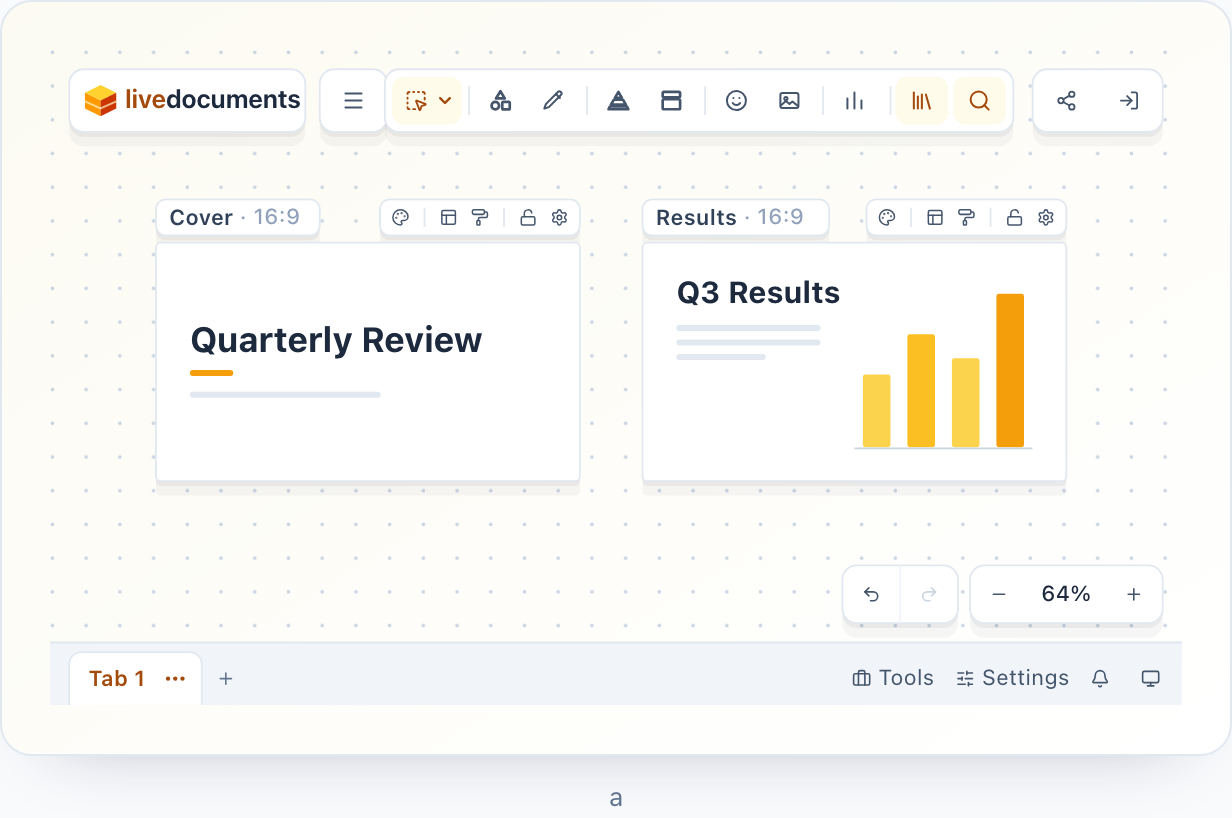 livedocuments
Cover · 16:9
Results · 16:9
Quarterly Review
Q3 Results
64%
Tab 1
Tools
Settings
a